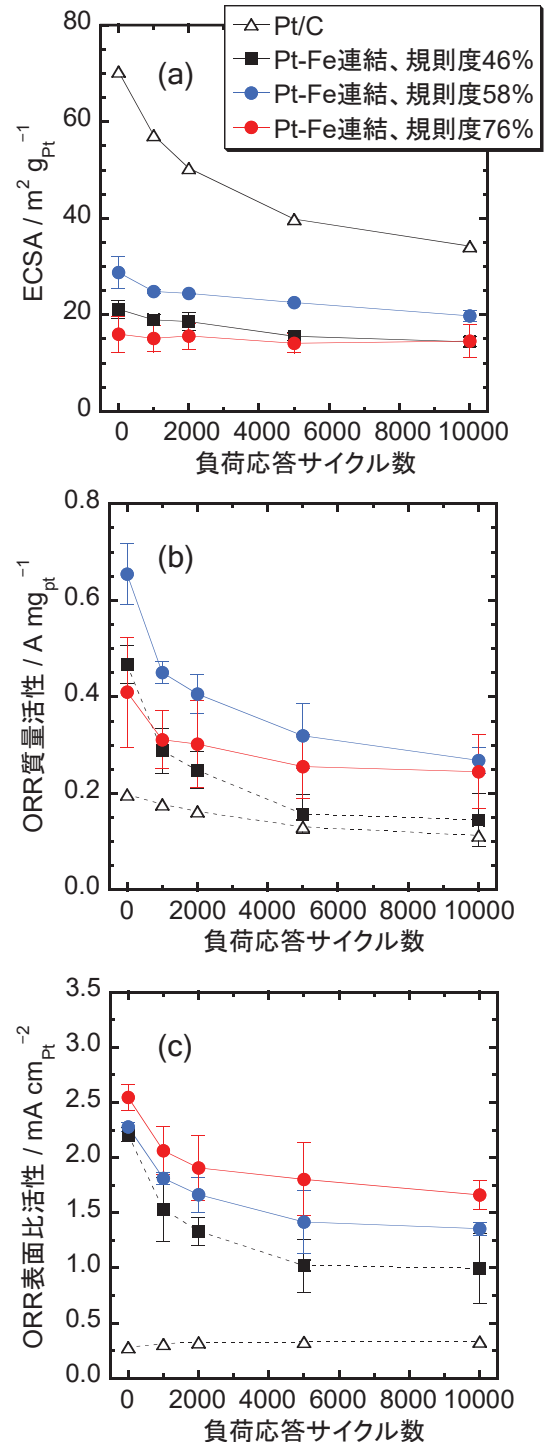 Pt/C
Pt-Fe連結、規則度46%
Pt-Fe連結、規則度58%
Pt-Fe連結、規則度76%
(a)
80
60
40
20
0
ECSA / m² gPt⁻¹
0 2000 4000 6000 8000 10000
負荷応答サイクル数
(b)
0.8
0.6
0.4
0.2
0.0
ORR質量活性 / A mgpt⁻¹
0 2000 4000 6000 8000 10000
負荷応答サイクル数
(c)
3.5
3.0
2.5
2.0
1.5
1.0
0.5
0.0
ORR表面比活性 / mA cmPt⁻²
0 2000 4000 6000 8000 10000
負荷応答サイクル数